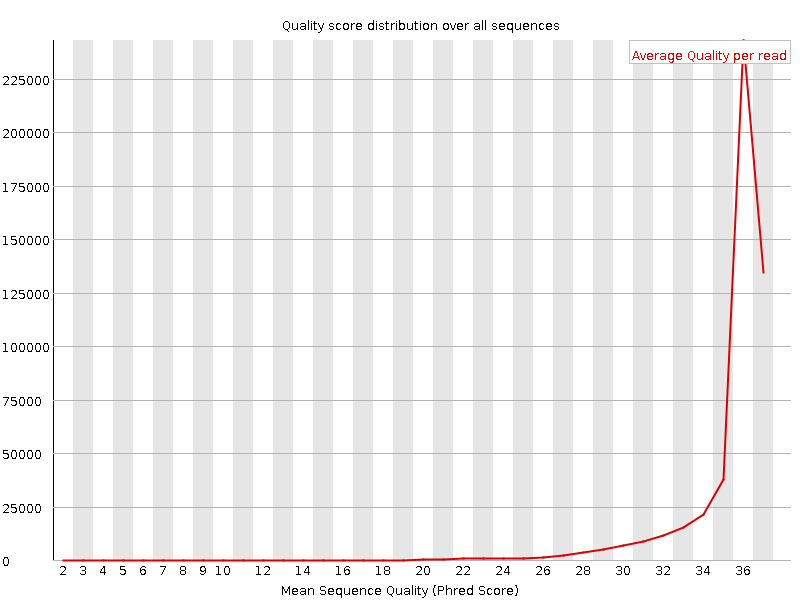 Quality score distribution over all sequences
Average Quality per read
225000
200000
175000
150000
125000
100000
75000
50000
25000
0
2 3 4 5 6 7 8 9 10 12 14 16 18 20 22 24 26 28 30 32 34 36
Mean Sequence Quality (Phred Score)